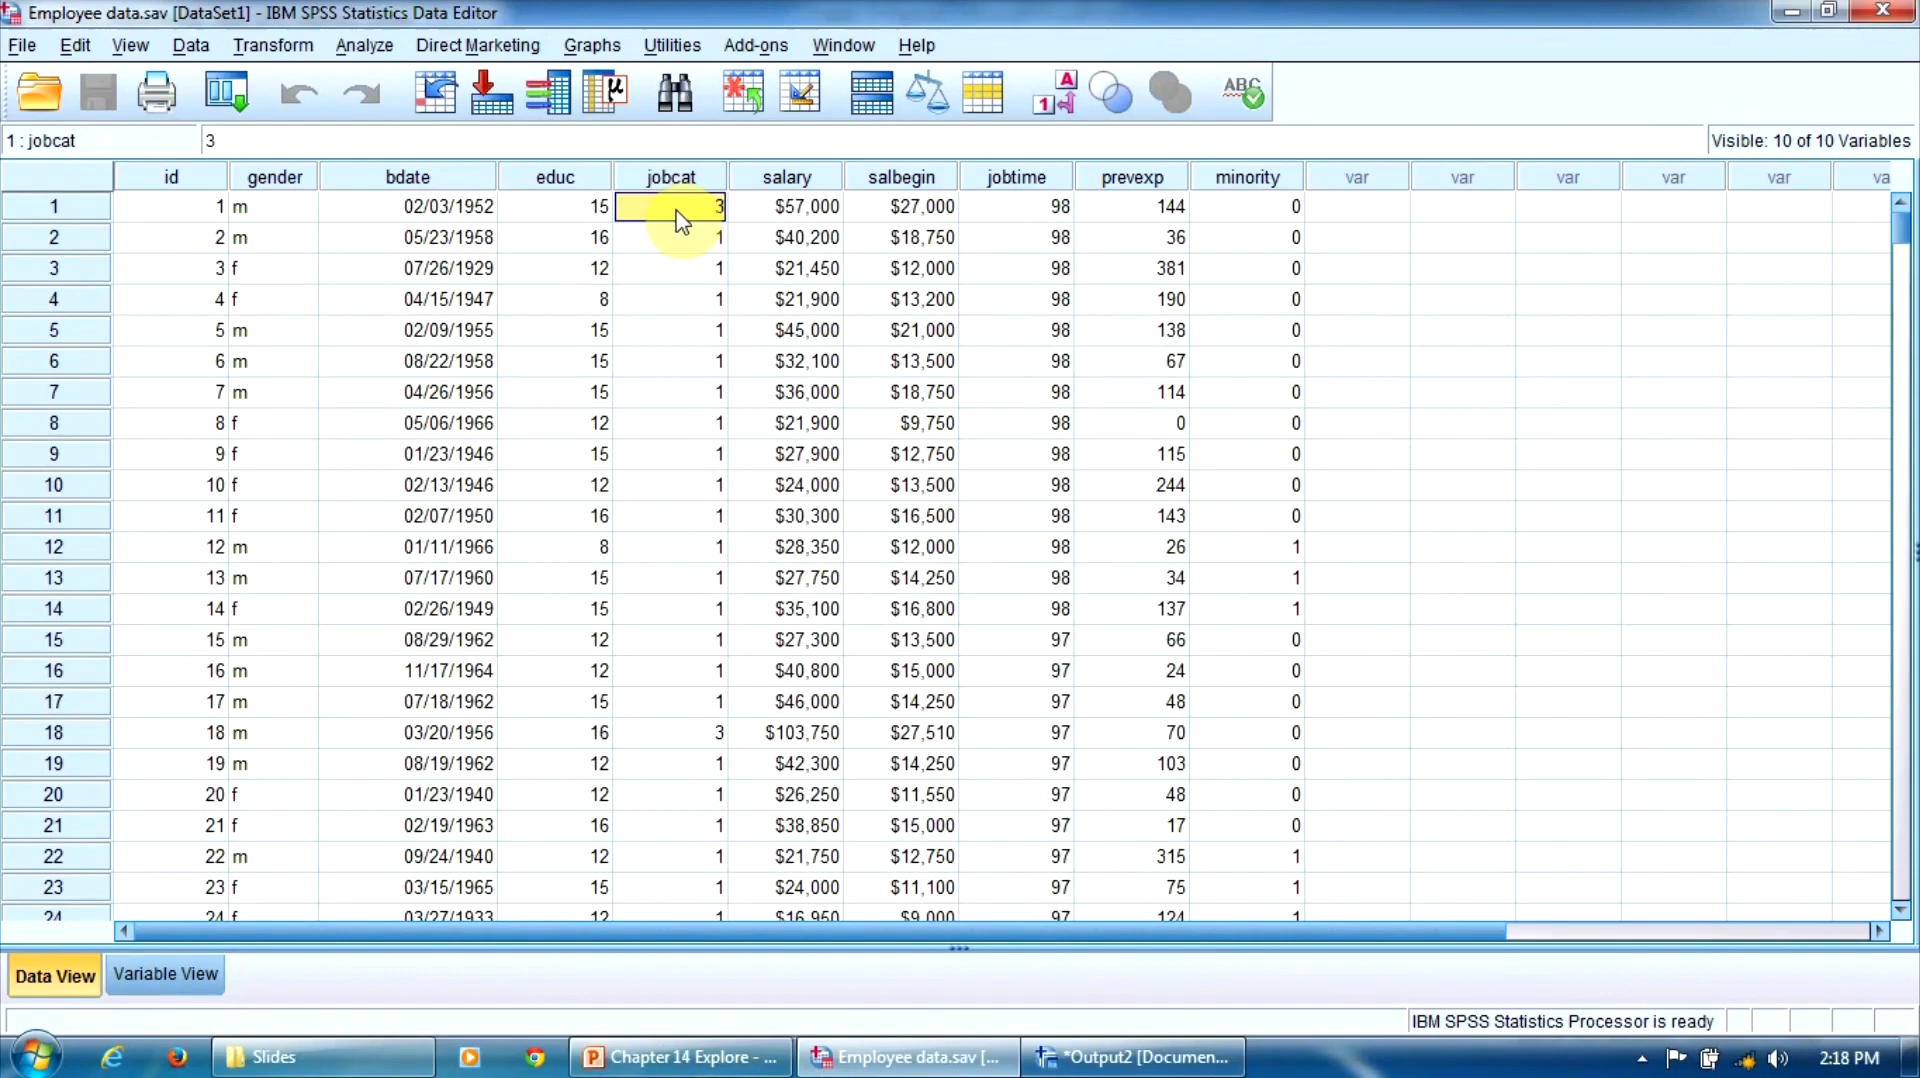 Employee data.sav [DataSet1] - IBM SPSS Statistics Data Editor
File Edit View Data Transform Analyze Direct Marketing Graphs Utilities Add-ons Window Help
1 : jobcat 3 Visible: 10 of 10 Variables
id gender bdate educ jobcat salary salbegin jobtime prevexp minority var var var var var va
1 1 m 02/03/1952 15 3 $57,000 $27,000 98 144 0
2 2 m 05/23/1958 16 1 $40,200 $18,750 98 36 0
3 3 f 07/26/1929 12 1 $21,450 $12,000 98 381 0
4 4 f 04/15/1947 8 1 $21,900 $13,200 98 190 0
5 5 m 02/09/1955 15 1 $45,000 $21,000 98 138 0
6 6 m 08/22/1958 15 1 $32,100 $13,500 98 67 0
7 7 m 04/26/1956 15 1 $36,000 $18,750 98 114 0
8 8 f 05/06/1966 12 1 $21,900 $9,750 98 0 0
9 9 f 01/23/1946 15 1 $27,900 $12,750 98 115 0
10 10 f 02/13/1946 12 1 $24,000 $13,500 98 244 0
11 11 f 02/07/1950 16 1 $30,300 $16,500 98 143 0
12 12 m 01/11/1966 8 1 $28,350 $12,000 98 26 1
13 13 m 07/17/1960 15 1 $27,750 $14,250 98 34 1
14 14 f 02/26/1949 15 1 $35,100 $16,800 98 137 1
15 15 m 08/29/1962 12 1 $27,300 $13,500 97 66 0
16 16 m 11/17/1964 12 1 $40,800 $15,000 97 24 0
17 17 m 07/18/1962 15 1 $46,000 $14,250 97 48 0
18 18 m 03/20/1956 16 3 $103,750 $27,510 97 70 0
19 19 m 08/19/1962 12 1 $42,300 $14,250 97 103 0
20 20 f 01/23/1940 12 1 $26,250 $11,550 97 48 0
21 21 f 02/19/1963 16 1 $38,850 $15,000 97 17 0
22 22 m 09/24/1940 12 1 $21,750 $12,750 97 315 1
23 23 f 03/15/1965 15 1 $24,000 $11,100 97 75 1
24 24 f 03/27/1933 12 1 $16,950 $9,000 97 124 1
Data View Variable View
IBM SPSS Statistics Processor is ready
Slides Chapter 14 Explore - ... Employee data.sav [... *Output2 [Documen... 2:18 PM